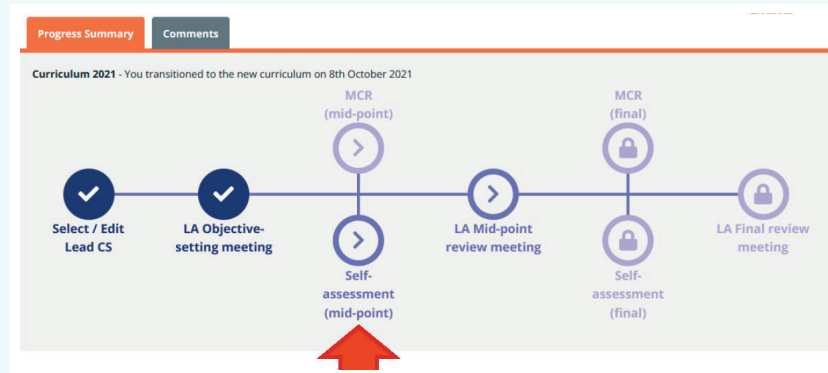 Progress Summary
Comments
Curriculum 2021 - You transitioned to the new curriculum on 8th October 2021
MCR
(mid-point)
MCR
(final)
Select / Edit
Lead CS
LA Objective-
setting meeting
Self-
assessment
(mid-point)
LA Mid-point
review meeting
Self-
assessment
(final)
LA Final review
meeting